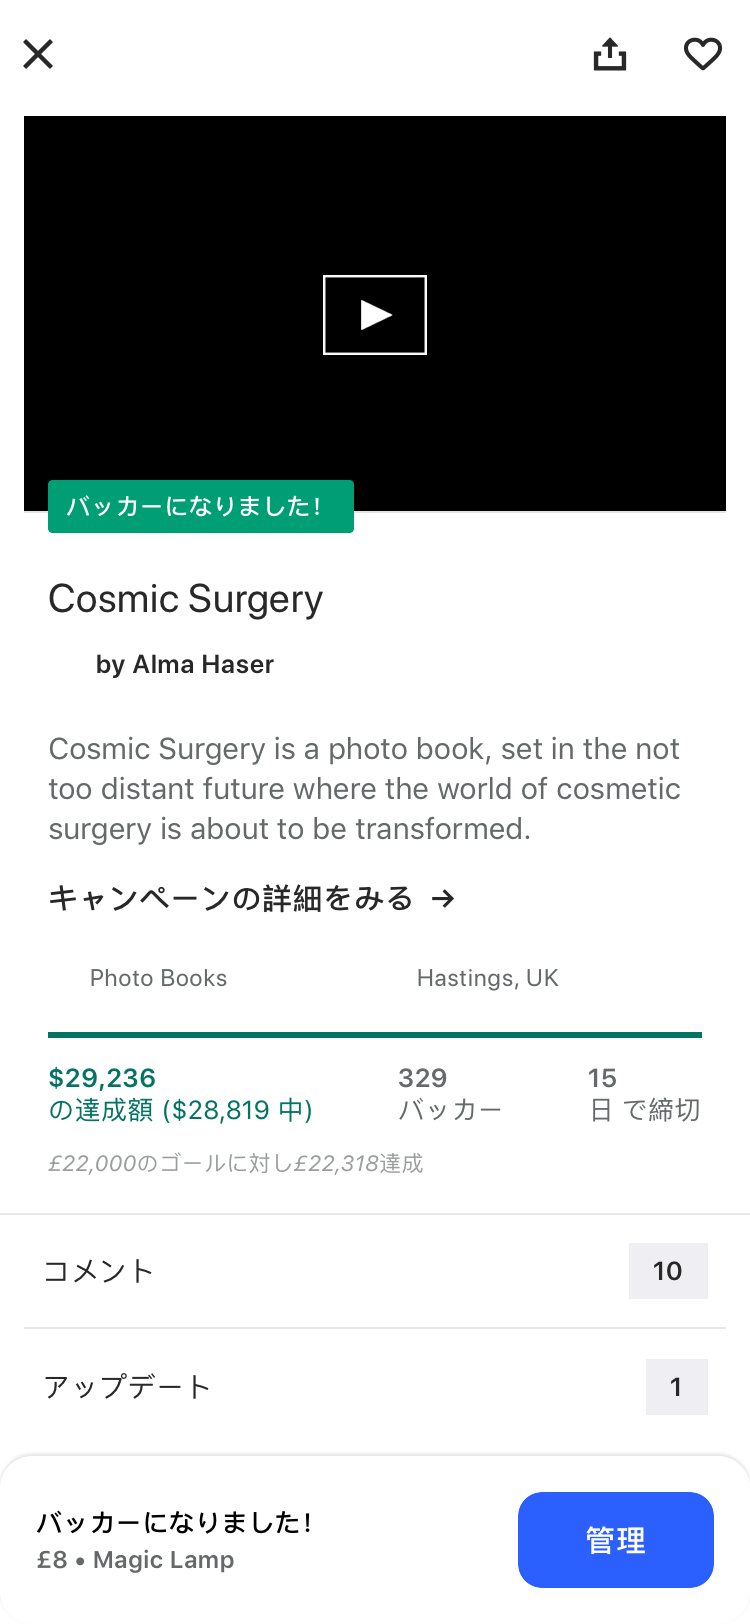 バッカーになりました！
Cosmic Surgery
by Alma Haser
Cosmic Surgery is a photo book, set in the not
too distant future where the world of cosmetic
surgery is about to be transformed.
キャンペーンの詳細をみる →
Photo Books
Hastings, UK
$29,236
の達成額 ($28,819 中)
329
バッカー
15
日 で締切
£22,000のゴールに対し£22,318達成
コメント
10
アップデート
1
バッカーになりました！
£8 • Magic Lamp
管理